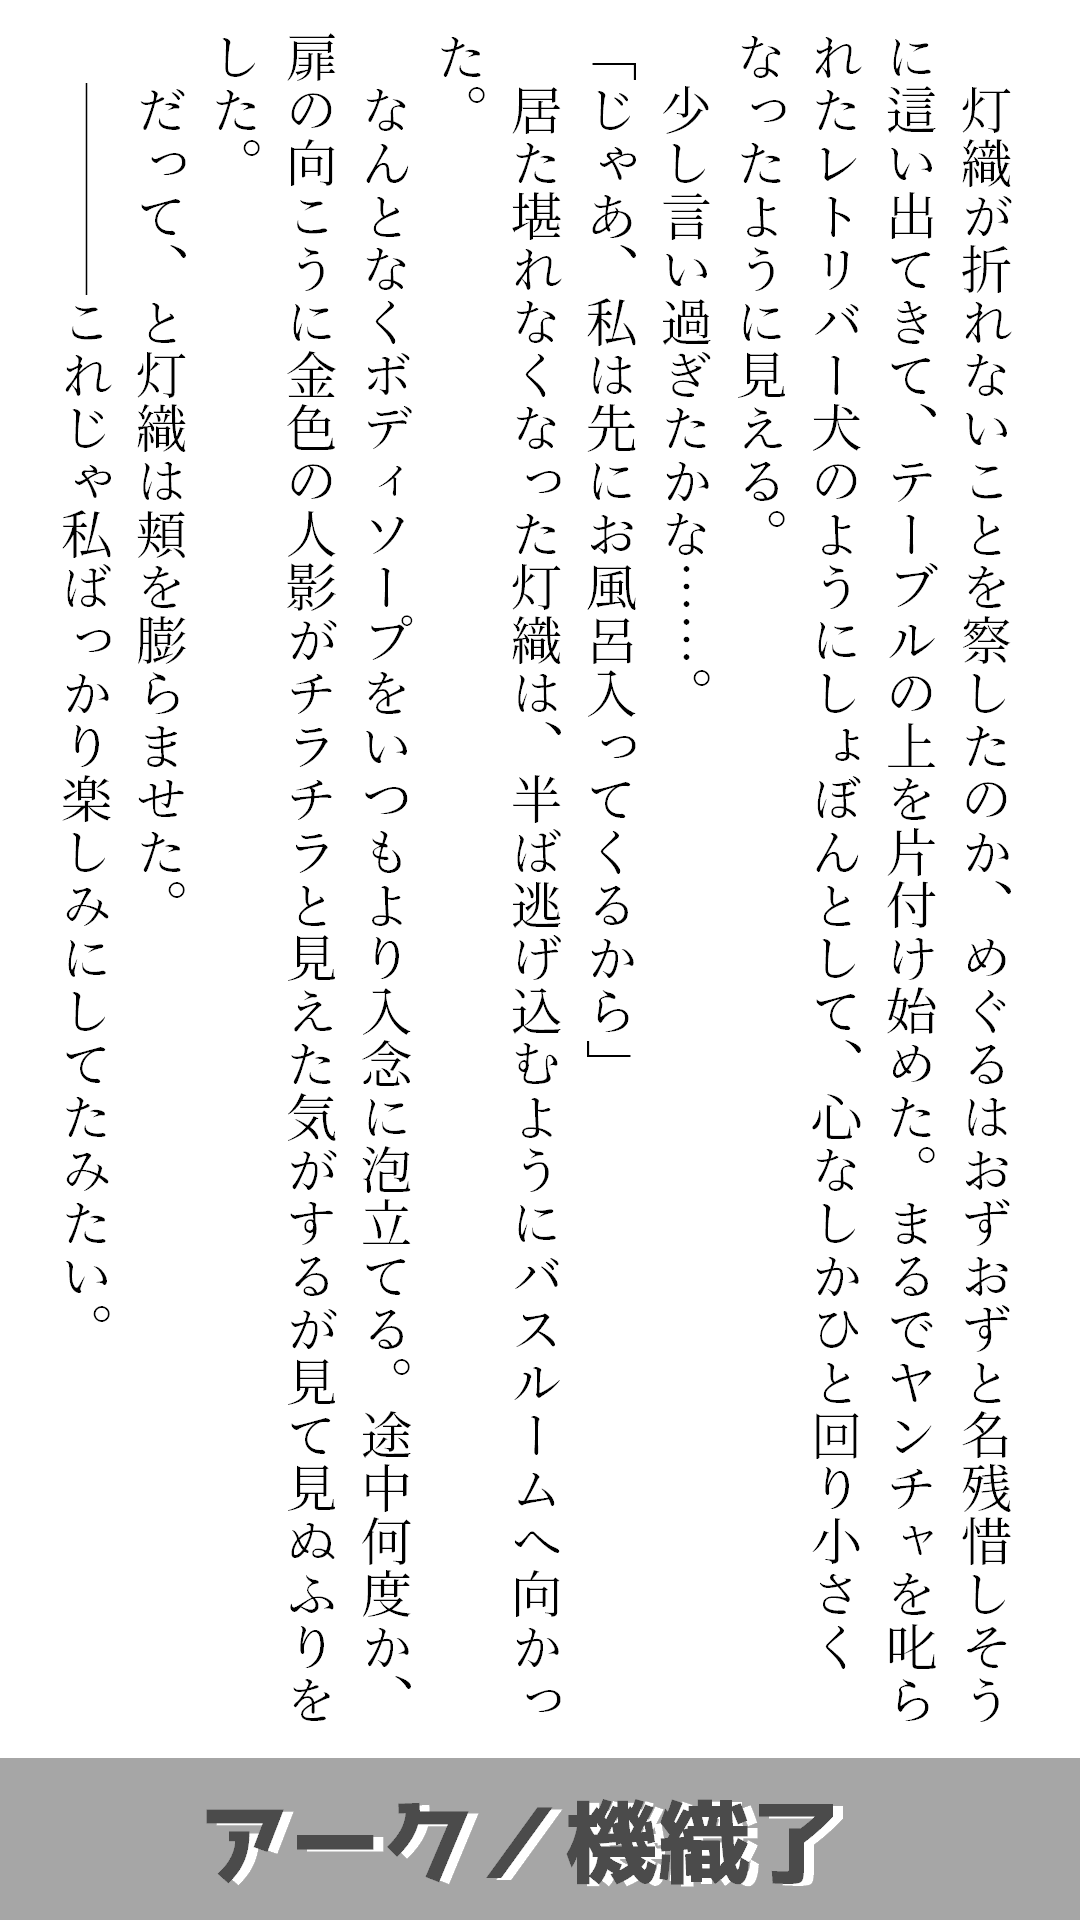 灯織が折れないことを察したのか、めぐるはおずおずと名残惜しそう
に這い出てきて、テーブルの上を片付け始めた。まるでヤンチャを叱ら
れたレトリバー犬のようにしょぼんとして、心なしかひと回り小さく
なったように見える。
　少し言い過ぎたかな……。
「じゃあ、私は先にお風呂入ってくるから」
　居た堪れなくなった灯織は、半ば逃げ込むようにバスルームへ向かっ
た。
　なんとなくボディソープをいつもより入念に泡立てる。途中何度か、
扉の向こうに金色の人影がチラチラと見えた気がするが見て見ぬふりを
した。
　だって、と灯織は頬を膨らませた。
　――――これじゃ私ばっかり楽しみにしてたみたい。
アーク／機織了